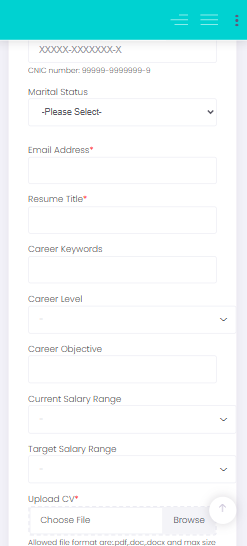 XXXXX-XXXXXXX-X
CNIC number: 99999-9999999-9
Marital Status
-Please Select-
Email Address*
Resume Title*
Career Keywords
Career Level
-
Career Objective
Current Salary Range
-
Target Salary Range
-
Upload CV*
Choose File Browse
Allowed file format are:pdf,.doc,.docx and max size